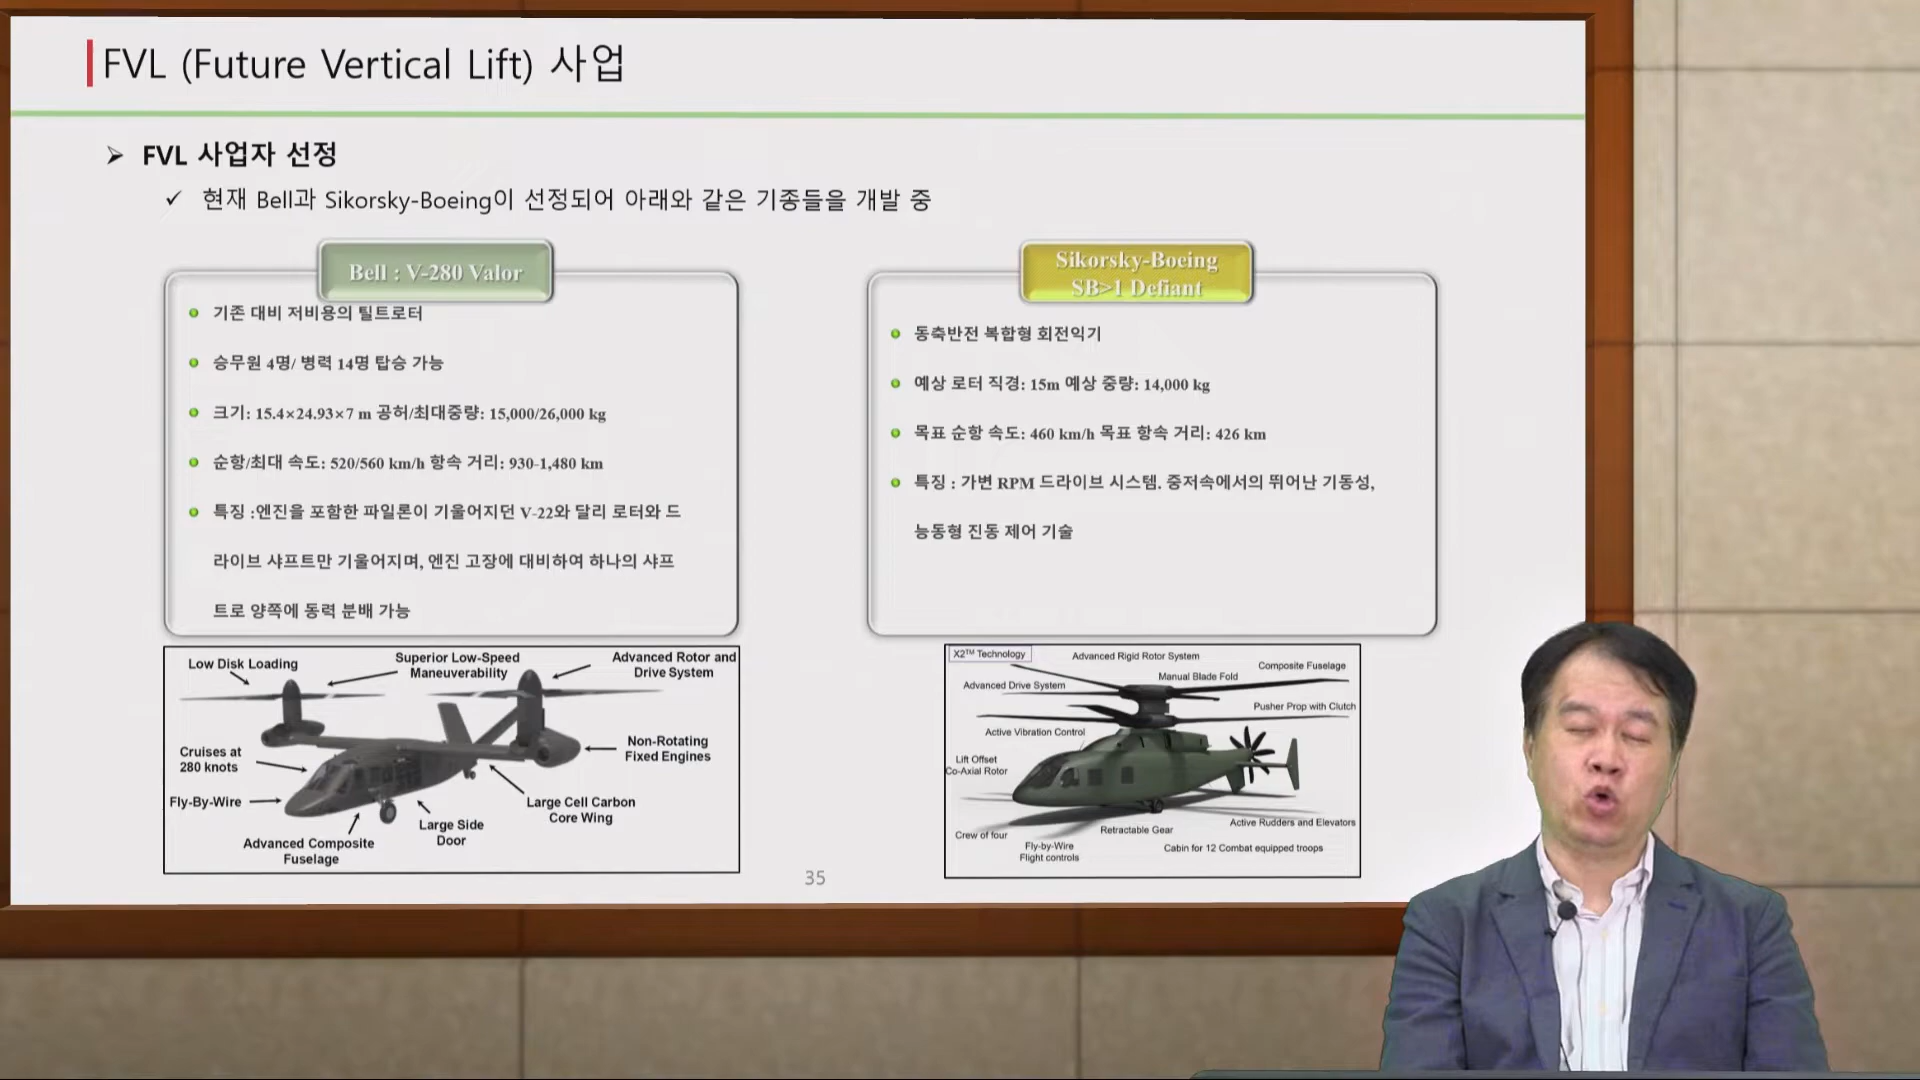 FVL (Future Vertical Lift) 사업
FVL 사업자 선정
현재 Bell과 Sikorsky-Boeing이 선정되어 아래와 같은 기종들을 개발 중
Bell : V-280 Valor
기존 대비 저비용의 틸트로터
승무원 4명/ 병력 14명 탑승 가능
크기: 15.4×24.93×7 m 공허/최대중량: 15,000/26,000 kg
순항/최대 속도: 520/560 km/h 항속 거리: 930-1,480 km
특징 :엔진을 포함한 파일론이 기울어지던 V-22와 달리 로터와 드
라이브 샤프트만 기울어지며, 엔진 고장에 대비하여 하나의 샤프
트로 양쪽에 동력 분배 가능
Sikorsky-Boeing
SB>1 Defiant
동축반전 복합형 회전익기
예상 로터 직경: 15m 예상 중량: 14,000 kg
목표 순항 속도: 460 km/h 목표 항속 거리: 426 km
특징 : 가변 RPM 드라이브 시스템. 중저속에서의 뛰어난 기동성,
능동형 진동 제어 기술
Low Disk Loading
Superior Low-Speed
Maneuverability
Advanced Rotor and
Drive System
Cruises at
280 knots
Non-Rotating
Fixed Engines
Fly-By-Wire
Large Cell Carbon
Core Wing
Large Side
Door
Advanced Composite
Fuselage
X2™ Technology
Advanced Rigid Rotor System
Composite Fuselage
Manual Blade Fold
Advanced Drive System
Pusher Prop with Clutch
Active Vibration Control
Lift Offset
Co-Axial Rotor
Active Rudders and Elevators
Retractable Gear
Crew of four
Fly-by-Wire
Flight controls
Cabin for 12 Combat equipped troops
35